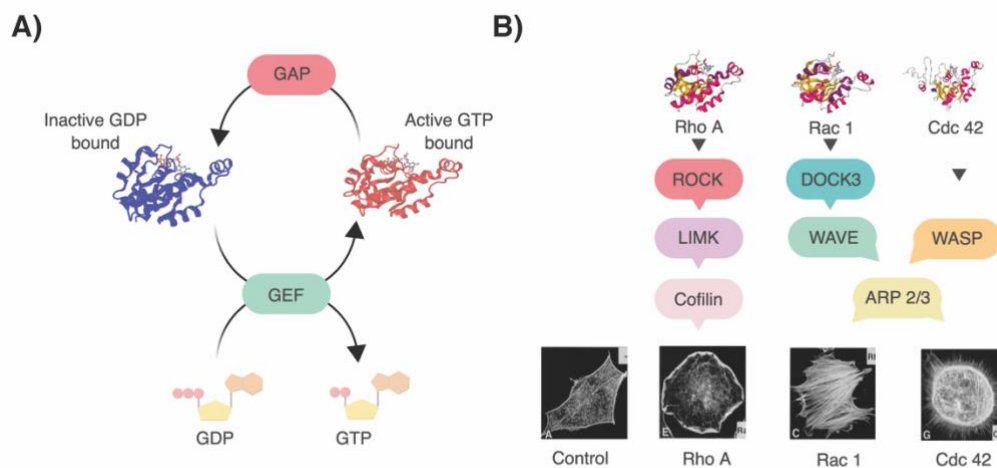 A)
GAP
Inactive GDP
bound
Active GTP
bound
GEF
GDP
GTP
B)
Rho A
Rac 1
Cdc 42
ROCK
DOCK3
LIMK
WAVE
WASP
Cofilin
ARP 2/3
A
E
C
G
Control
Rho A
Rac 1
Cdc 42